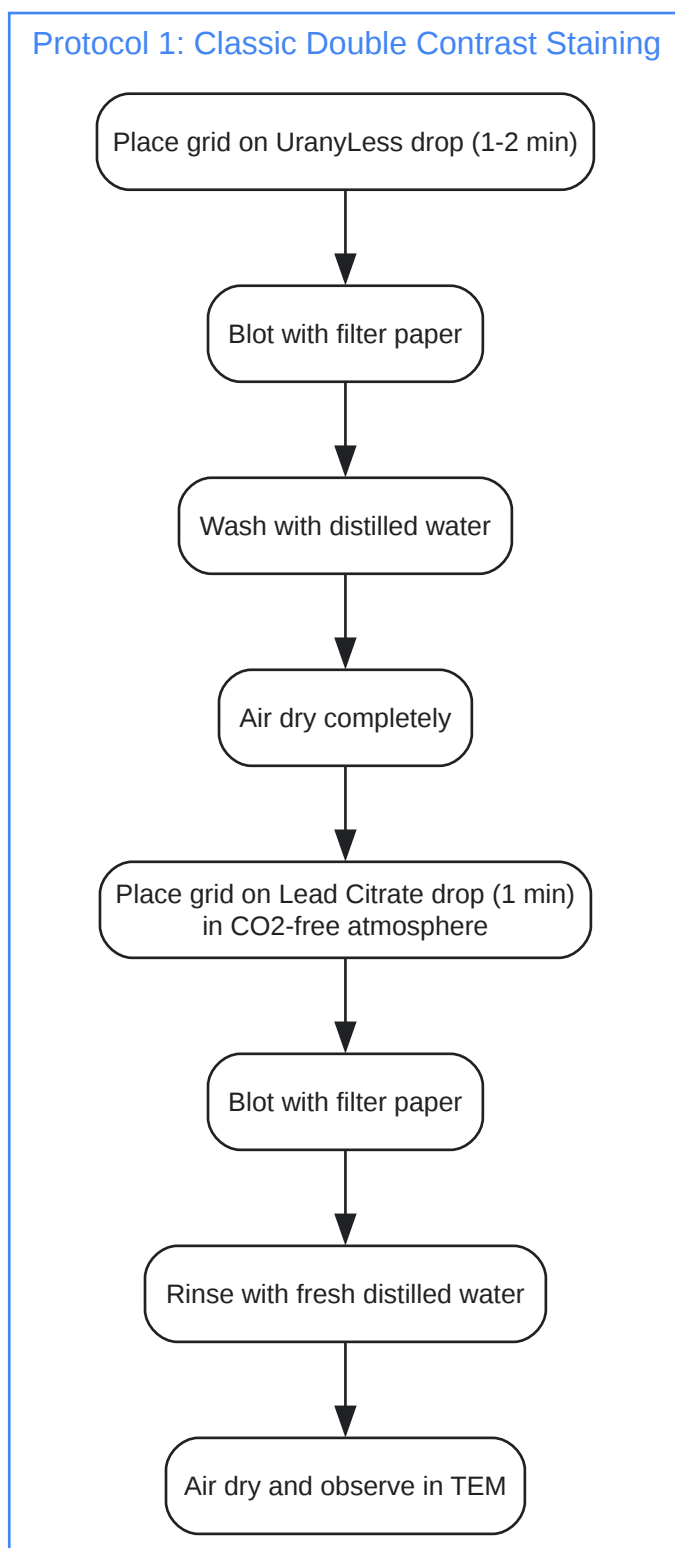 Protocol 1: Classic Double Contrast Staining
Place grid on UranyLess drop (1-2 min)
Blot with filter paper
Wash with distilled water
Air dry completely
Place grid on Lead Citrate drop (1 min)
in CO2-free atmosphere
Blot with filter paper
Rinse with fresh distilled water
Air dry and observe in TEM